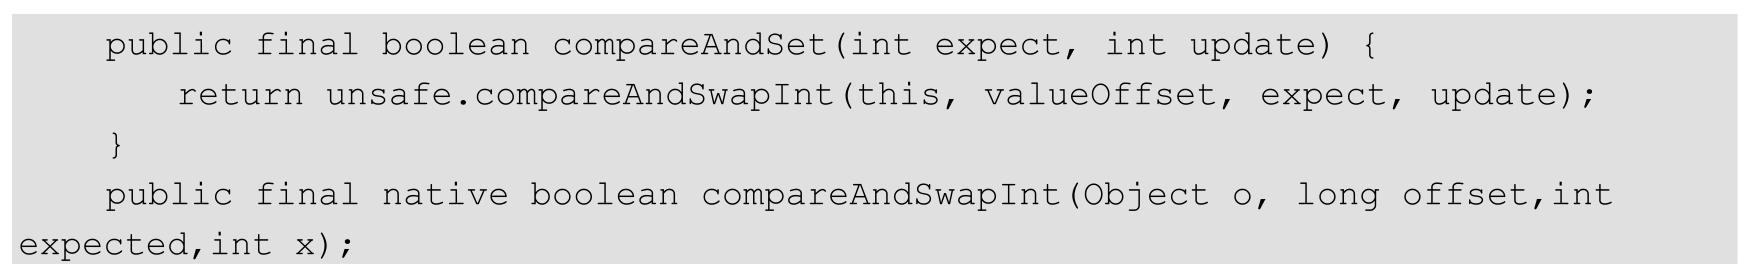 public final boolean compareAndSet(int expect, int update) {
return unsafe.compareAndSwapInt(this, valueOffset, expect, update);
}
public final native boolean compareAndSwapInt(Object o, long offset,int
expected,int x);